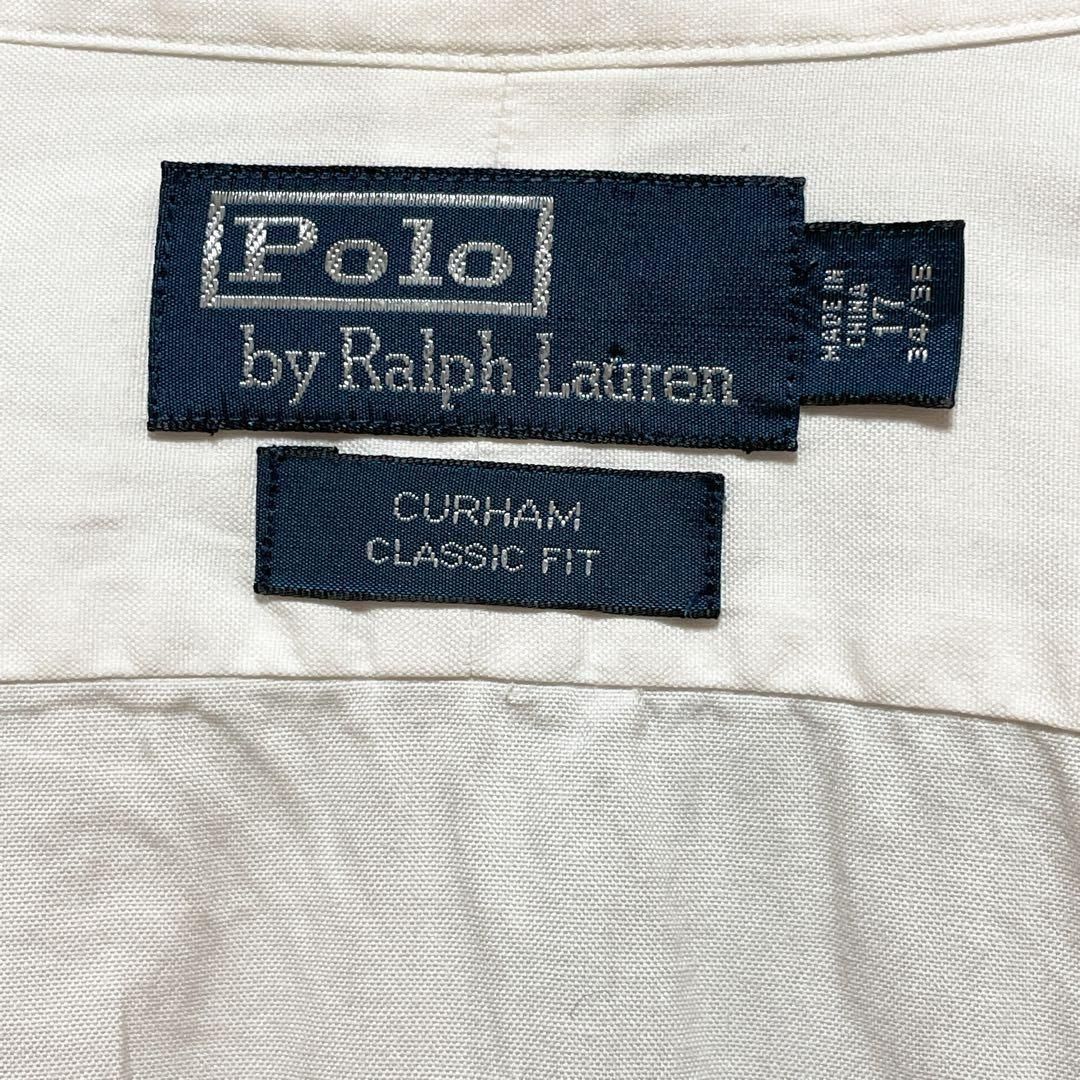 Polo
by Ralph Lauren
MADE IN
CHINA
17
34/35
CURHAM
CLASSIC FIT